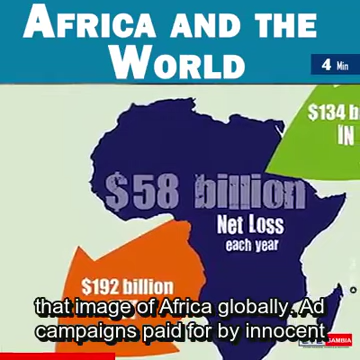 AFRICA AND THE
WORLD
4 Min
$134 b
IN
$58 billion
Net Loss
each year
$192 billion
that image of Africa globally. Ad
campaigns paid for by innocent
GAMBIA